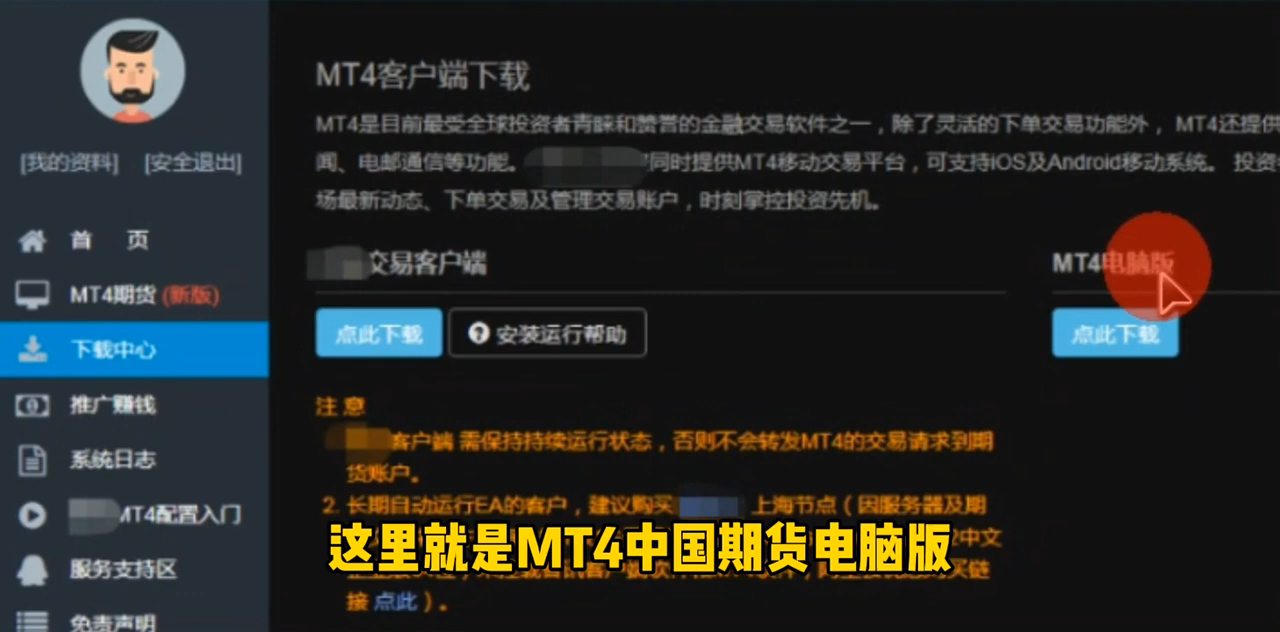 [我的资料] [安全退出]
首 页
MT4期货(新版)
下载中心
推广赚钱
系统日志
MT4配置入门
服务支持区
免责声明
MT4客户端下载
MT4是目前最受全球投资者青睐和赞誉的金融交易软件之一，除了灵活的下单交易功能外， MT4还提供
闻、电邮通信等功能。 同时提供MT4移动交易平台，可支持iOS及Android移动系统。 投资
场最新动态、下单交易及管理交易账户，时刻掌控投资先机。
交易客户端
点此下载 安装运行帮助
MT4电脑版
点此下载
注 意
客户端 需保持持续运行状态，否则不会转发MT4的交易请求到期
货账户。
2. 长期自动运行EA的客户，建议购买 上海节点（因服务器及期
中文
接 点此 ）。
这里就是MT4中国期货电脑版